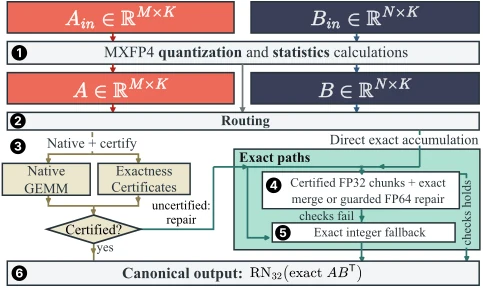 A_in ∈ ℝ^{M×K}
B_in ∈ ℝ^{N×K}
❶ MXFP4 quantization and statistics calculations
A ∈ ℝ^{M×K}
B ∈ ℝ^{N×K}
❷ Routing
❸
Native + certify
Direct exact accumulation
Native
GEMM
Exactness
Certificates
uncertified:
repair
Certified?
yes
Exact paths
❹ Certified FP32 chunks + exact
merge or guarded FP64 repair
checks fail
checks holds
❺ Exact integer fallback
❻ Canonical output: RN₃₂(exact AB^⊤)